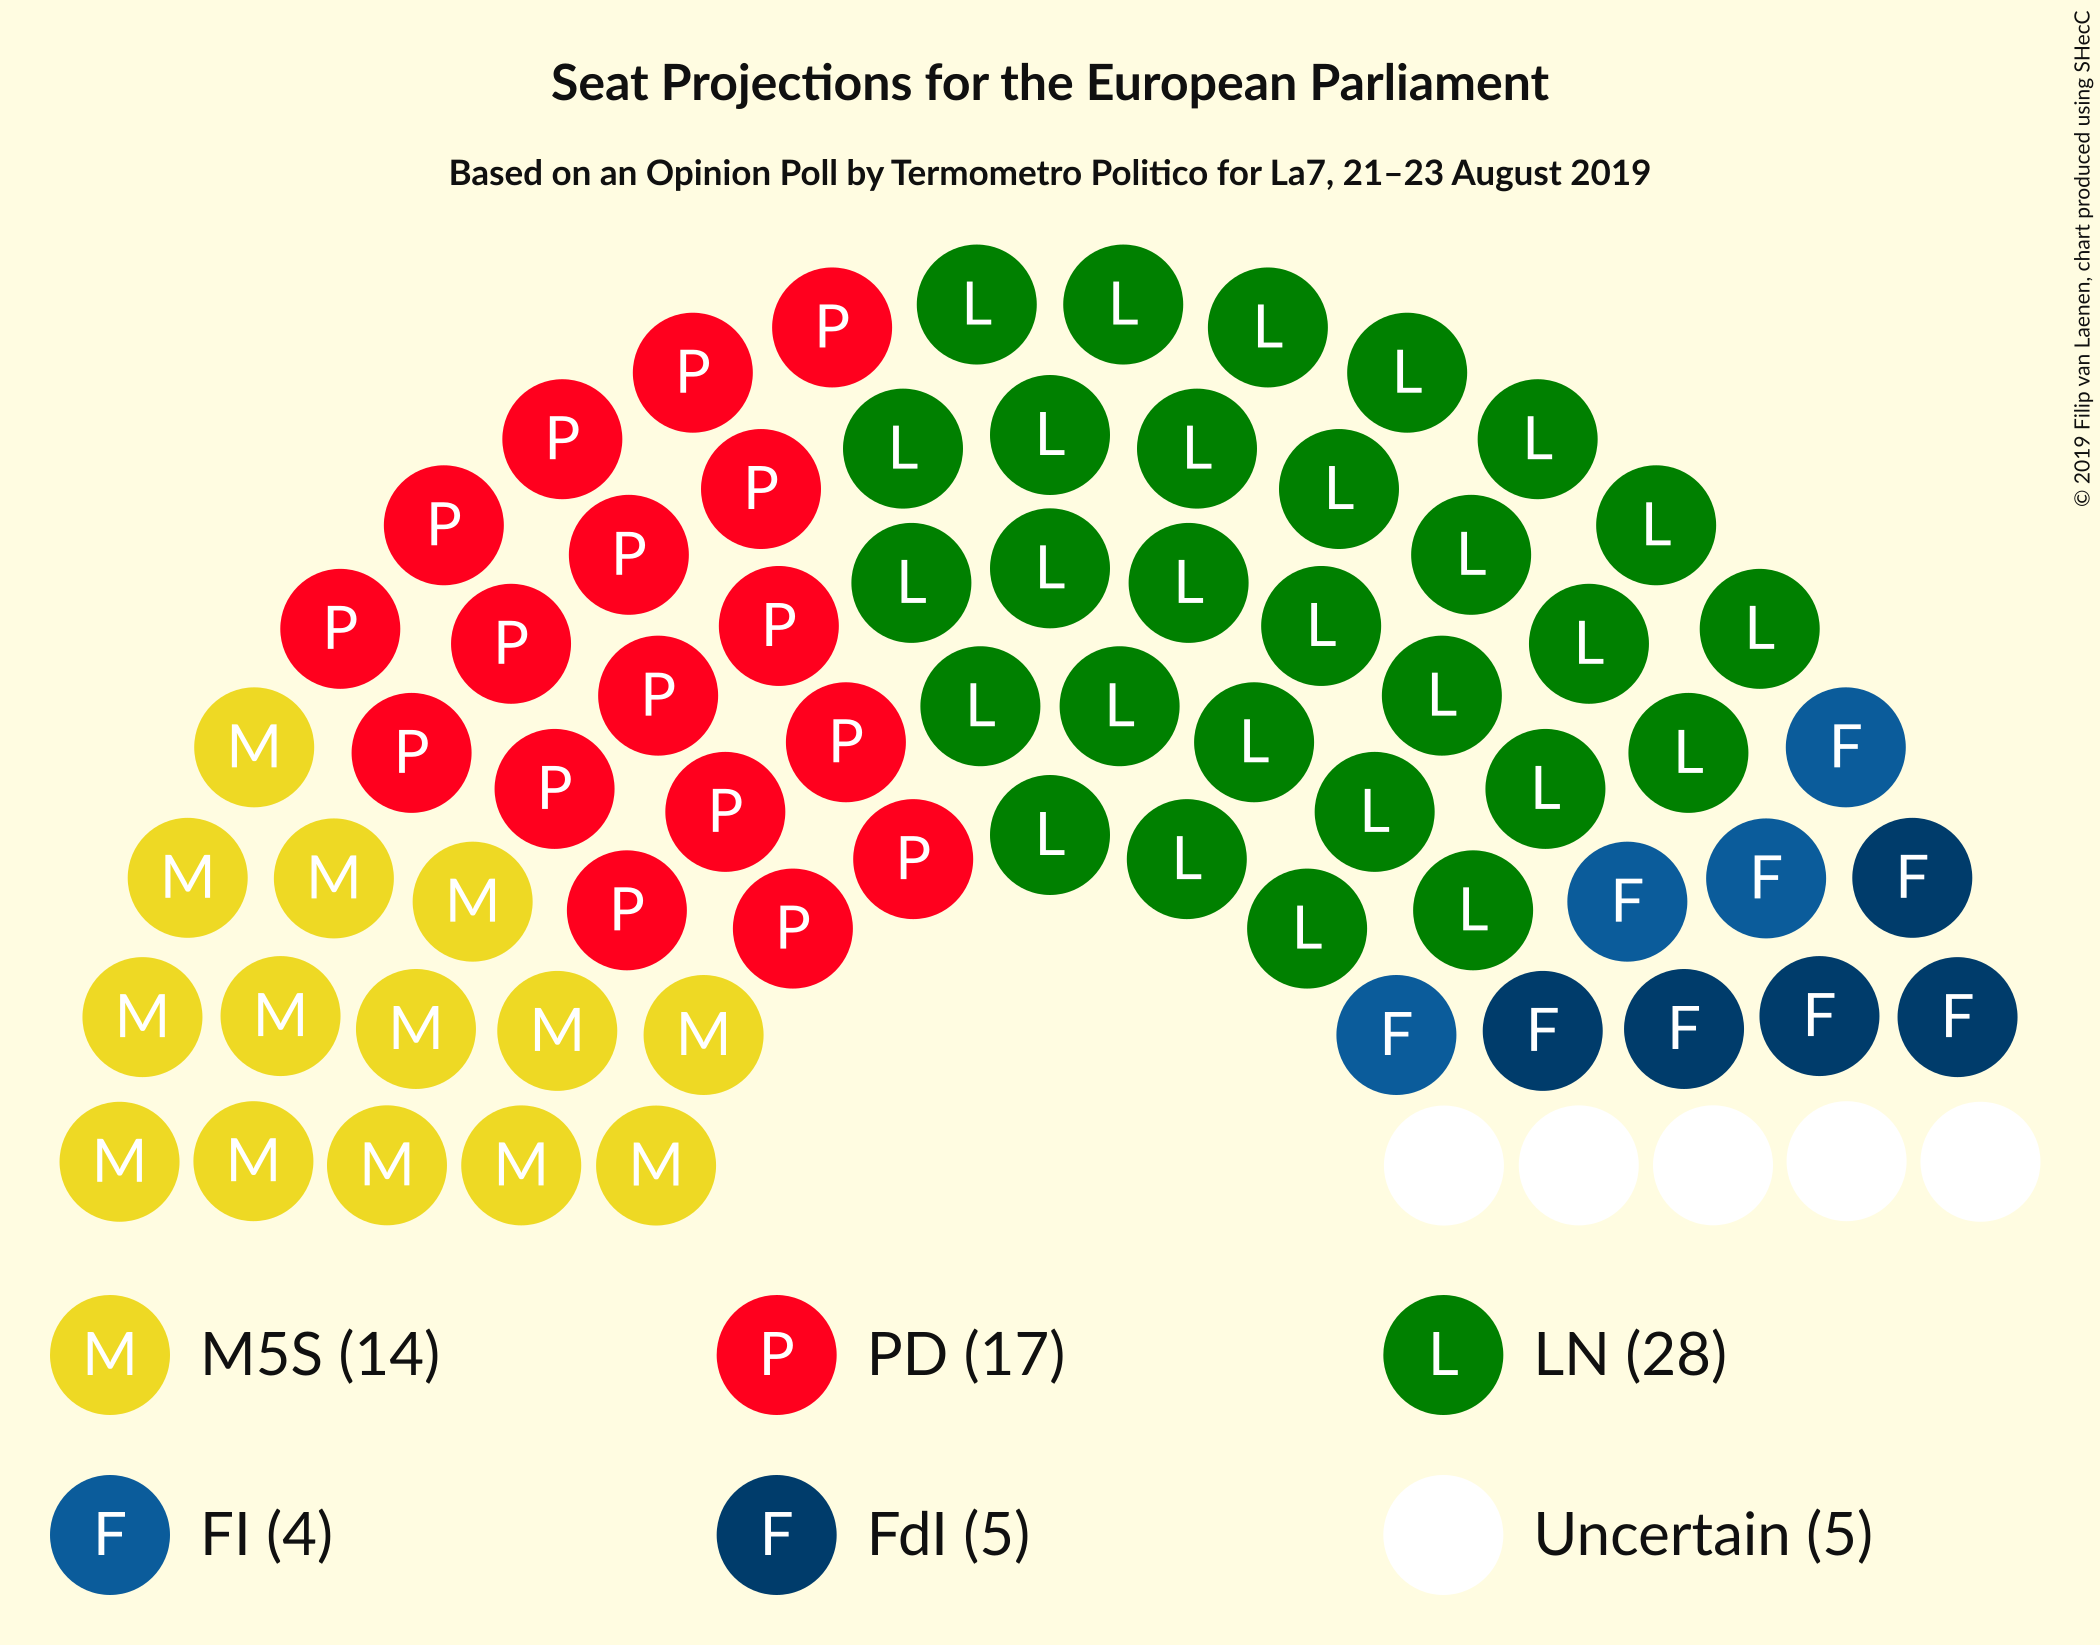 Seat Projections for the European Parliament
Based on an Opinion Poll by Termometro Politico for La7, 21–23 August 2019
© 2019 Filip van Laenen, chart produced using SHecC
L L
P L
P L
L
P L
L L
P L
P L
P L
L
P L
L L
P L
P L
P L
P L
L L
P L
M F
P L
P L
P L
L
P L
M M F F
M F
P L
P L
M M F F
M M F F
M F
M M
M M M
M M5S (14) P PD (17) L LN (28)
F FI (4) F FdI (5) Uncertain (5)